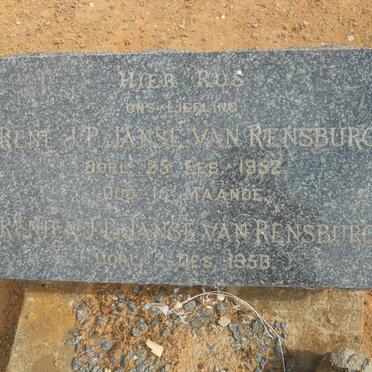 HIER RUS
ONS LIEFLING
RENE J.P. JANSE VAN RENSBURG
OORL. 25 FEB. 1952.
OUD 16 MAANDE.
RENIER J.P. JANSE VAN RENSBURG
OORL. 2 DES. 1958